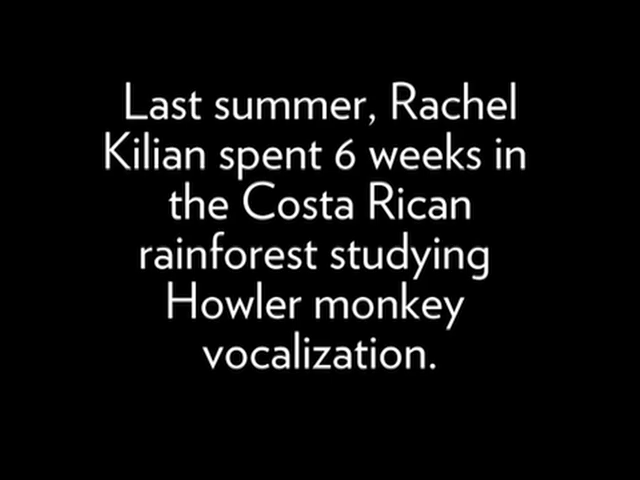 Last summer, Rachel
Kilian spent 6 weeks in
the Costa Rican
rainforest studying
Howler monkey
vocalization.